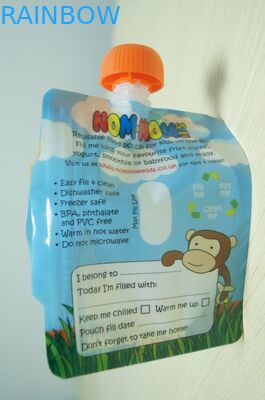 RAINBOW
NOM NOM
Reusable food pouch for kids on the
Fill me with your favourite fruit puree,
yogurt, smoothie or babyfood and enjoy.
Visit us at www.nomnomkids.co.uk for tips & ideas!
• Easy fill + clean
• Dishwasher safe
• Freezer safe
• BPA, phthalate
and PVC free
• Warm in hot water
• Do not microwave
Max Fill Line
fill me
eat me
clean me
I belong to
Today I'm filled with:
Keep me chilled
Warm me up
Pouch fill date
Don't forget to take me home!